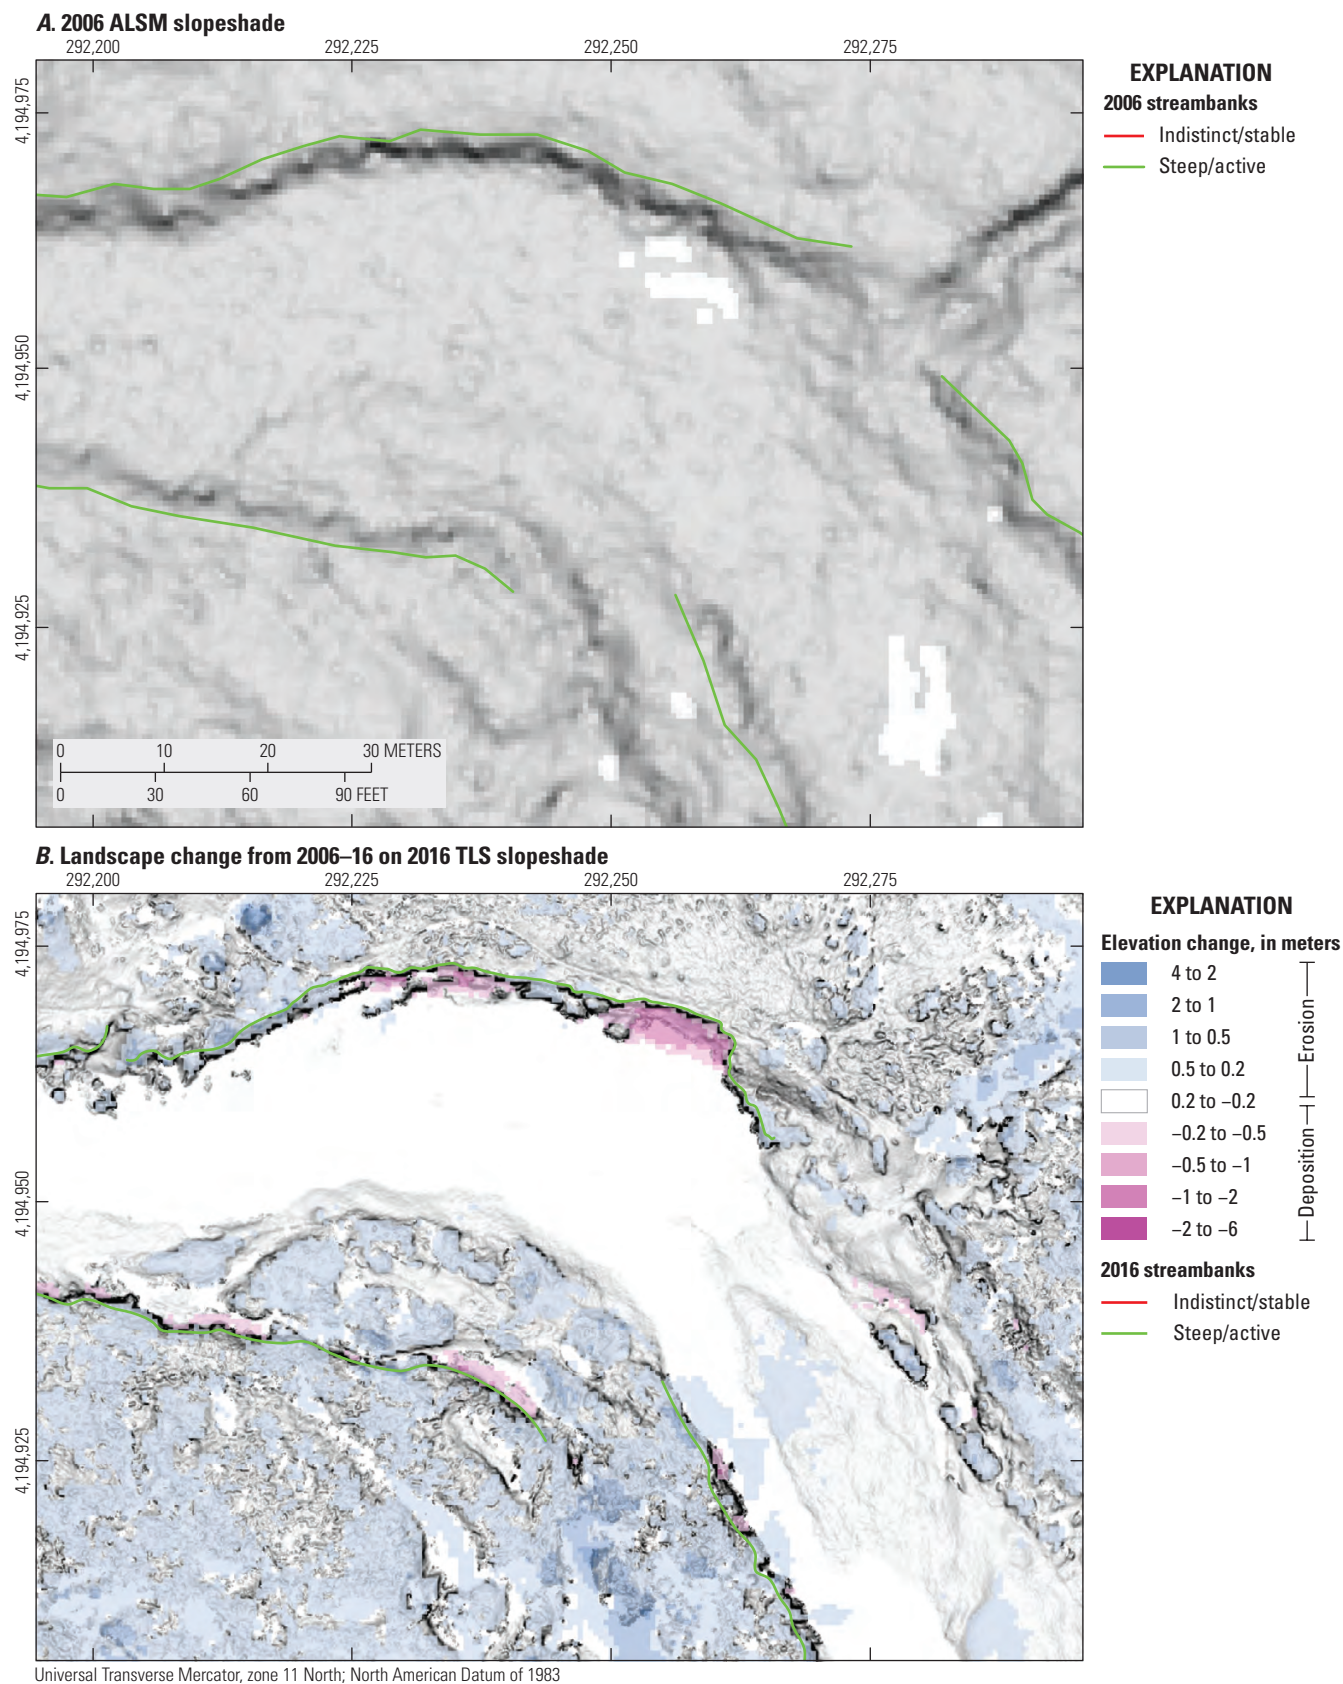 A. 2006 ALSM slopeshade
292,200 292,225 292,250 292,275
4,194,975
4,194,950
4,194,925
0 10 20 30 METERS
0 30 60 90 FEET
EXPLANATION
2006 streambanks
Indistinct/stable
Steep/active
B. Landscape change from 2006–16 on 2016 TLS slopeshade
292,200 292,225 292,250 292,275
4,194,975
4,194,950
4,194,925
EXPLANATION
Elevation change, in meters
4 to 2
2 to 1
1 to 0.5
0.5 to 0.2
0.2 to −0.2
−0.2 to −0.5
−0.5 to −1
−1 to −2
−2 to −6
Erosion
Deposition
2016 streambanks
Indistinct/stable
Steep/active
Universal Transverse Mercator, zone 11 North; North American Datum of 1983